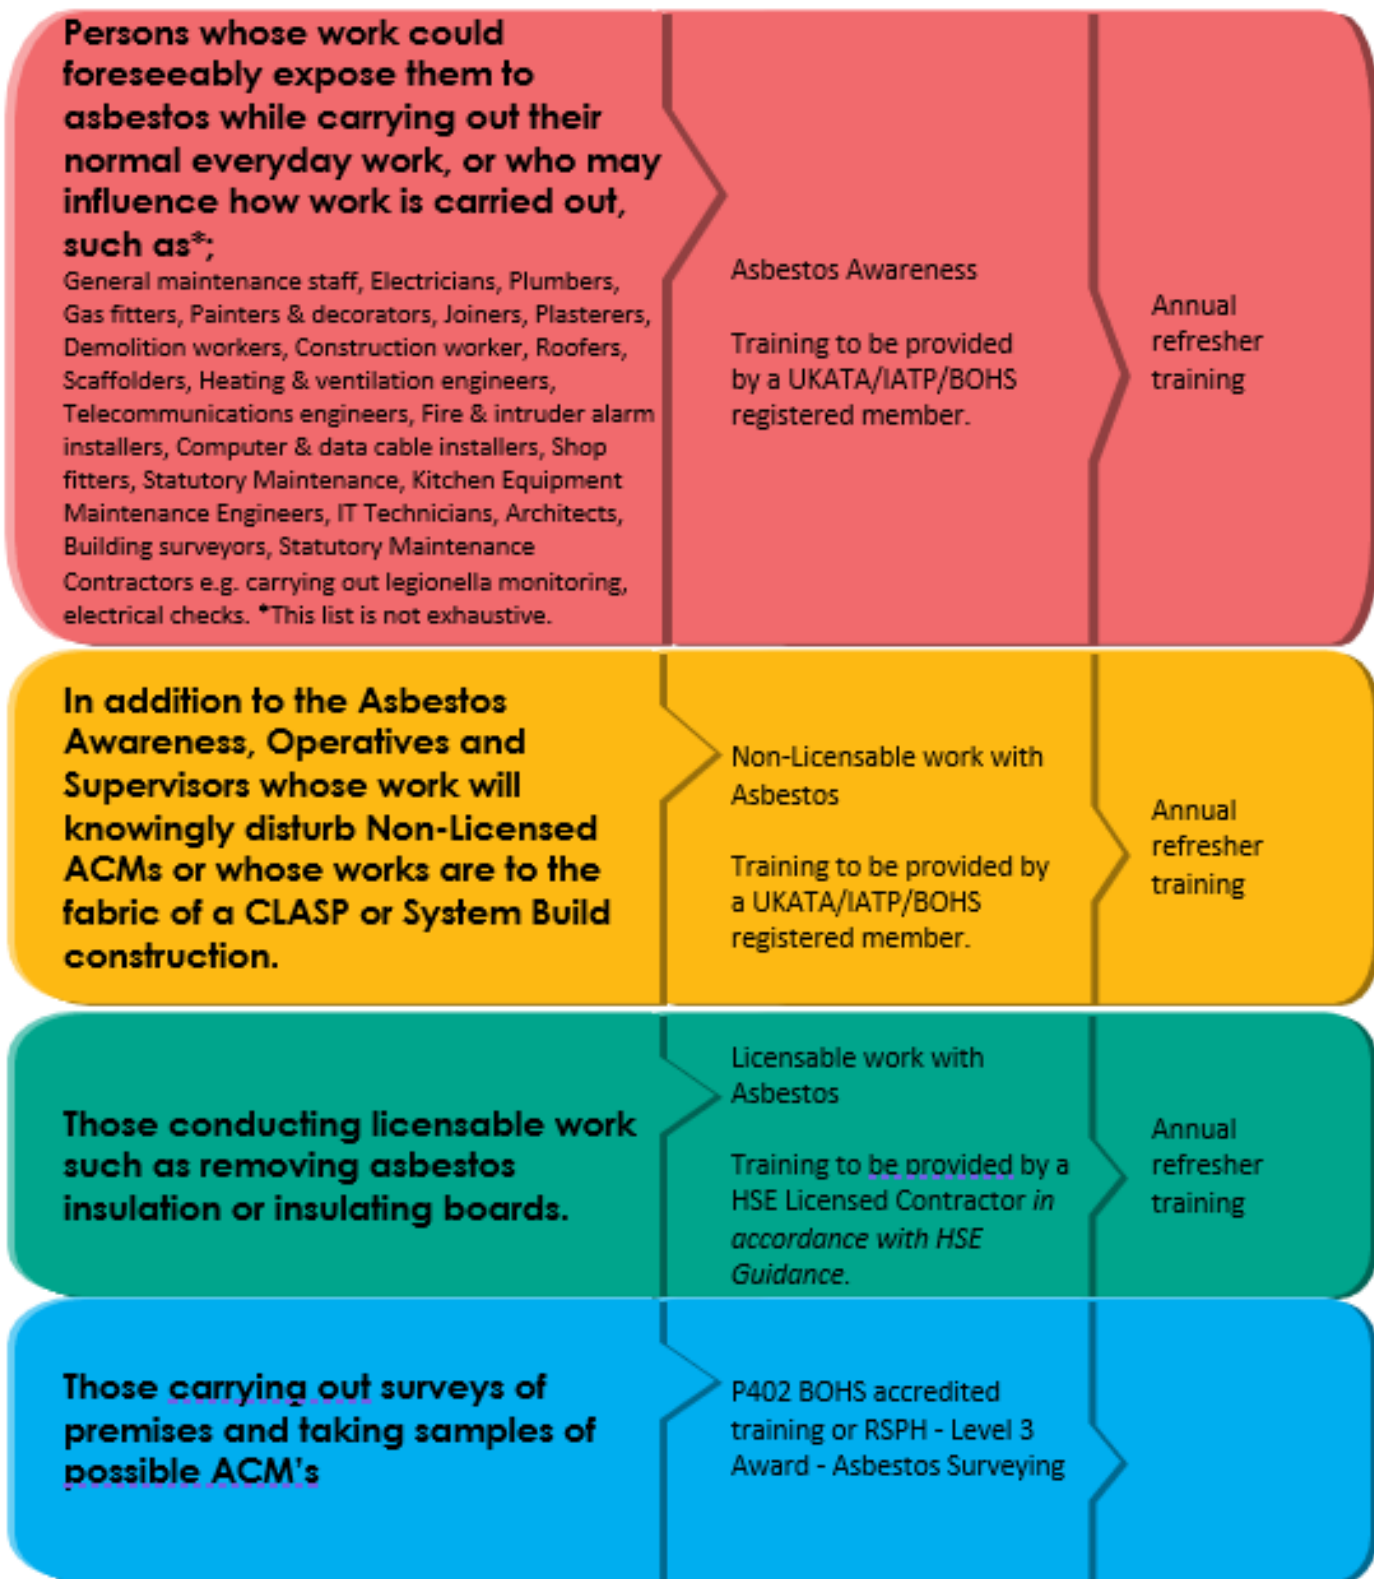 Persons whose work could
foreseeably expose them to
asbestos while carrying out their
normal everyday work, or who may
influence how work is carried out,
such as*;
General maintenance staff, Electricians, Plumbers,
Gas fitters, Painters & decorators, Joiners, Plasterers,
Demolition workers, Construction worker, Roofers,
Scaffolders, Heating & ventilation engineers,
Telecommunications engineers, Fire & intruder alarm
installers, Computer & data cable installers, Shop
fitters, Statutory Maintenance, Kitchen Equipment
Maintenance Engineers, IT Technicians, Architects,
Building surveyors, Statutory Maintenance
Contractors e.g. carrying out legionella monitoring,
electrical checks. *This list is not exhaustive.
Asbestos Awareness
Training to be provided
by a UKATA/IATP/BOHS
registered member.
Annual
refresher
training
In addition to the Asbestos
Awareness, Operatives and
Supervisors whose work will
knowingly disturb Non-Licensed
ACMs or whose works are to the
fabric of a CLASP or System Build
construction.
Non-Licensable work with
Asbestos
Training to be provided by
a UKATA/IATP/BOHS
registered member.
Annual
refresher
training
Those conducting licensable work
such as removing asbestos
insulation or insulating boards.
Licensable work with
Asbestos
Training to be provided by a
HSE Licensed Contractor in
accordance with HSE
Guidance.
Annual
refresher
training
Those carrying out surveys of
premises and taking samples of
possible ACM's
P402 BOHS accredited
training or RSPH - Level 3
Award - Asbestos Surveying